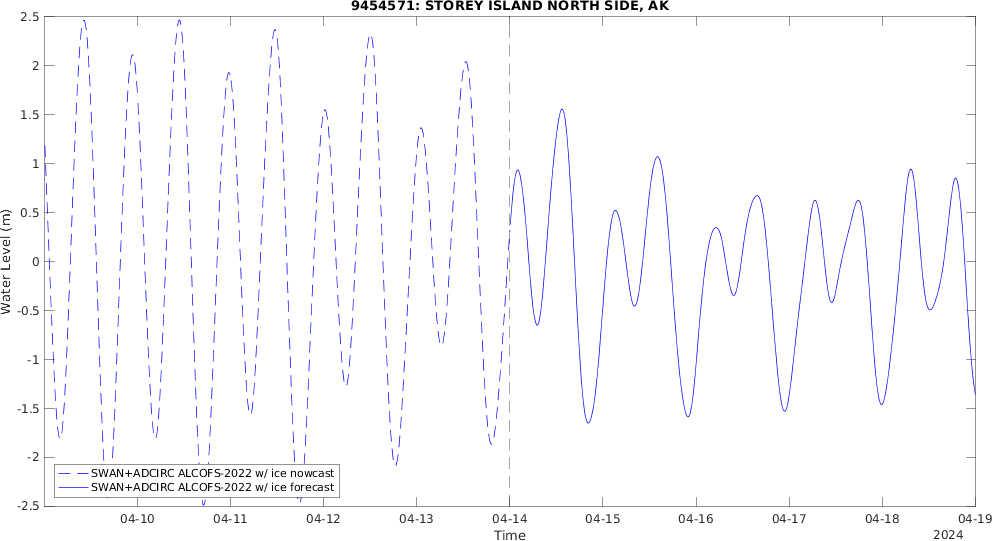 9454571: STOREY ISLAND NORTH SIDE, AK
Water Level (m)
2.5
2
1.5
1
0.5
0
-0.5
-1
-1.5
-2
-2.5
SWAN+ADCIRC ALCOFS-2022 w/ ice nowcast
SWAN+ADCIRC ALCOFS-2022 w/ ice forecast
04-10 04-11 04-12 04-13 04-14 04-15 04-16 04-17 04-18 04-19
Time
2024